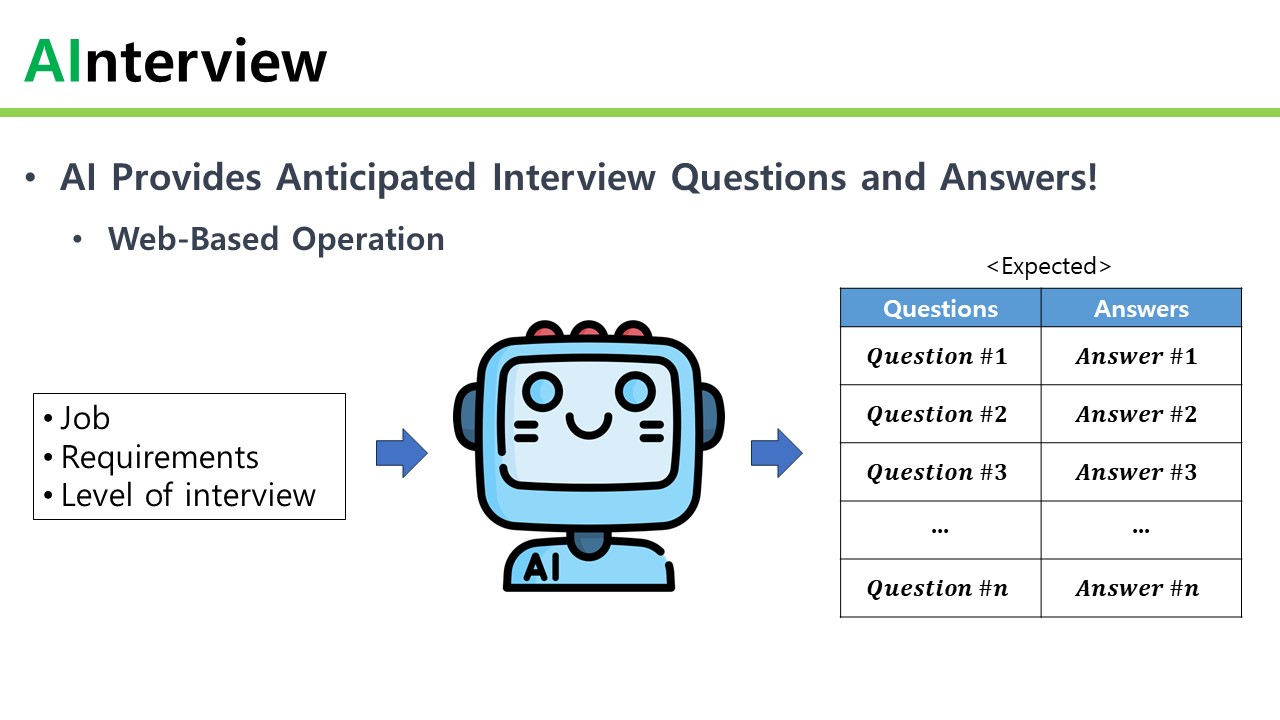 AInterview
• AI Provides Anticipated Interview Questions and Answers!
• Web-Based Operation
• Job
• Requirements
• Level of interview
AI
<Expected>
Questions Answers
Question #1 Answer #1
Question #2 Answer #2
Question #3 Answer #3
... ...
Question #n Answer #n